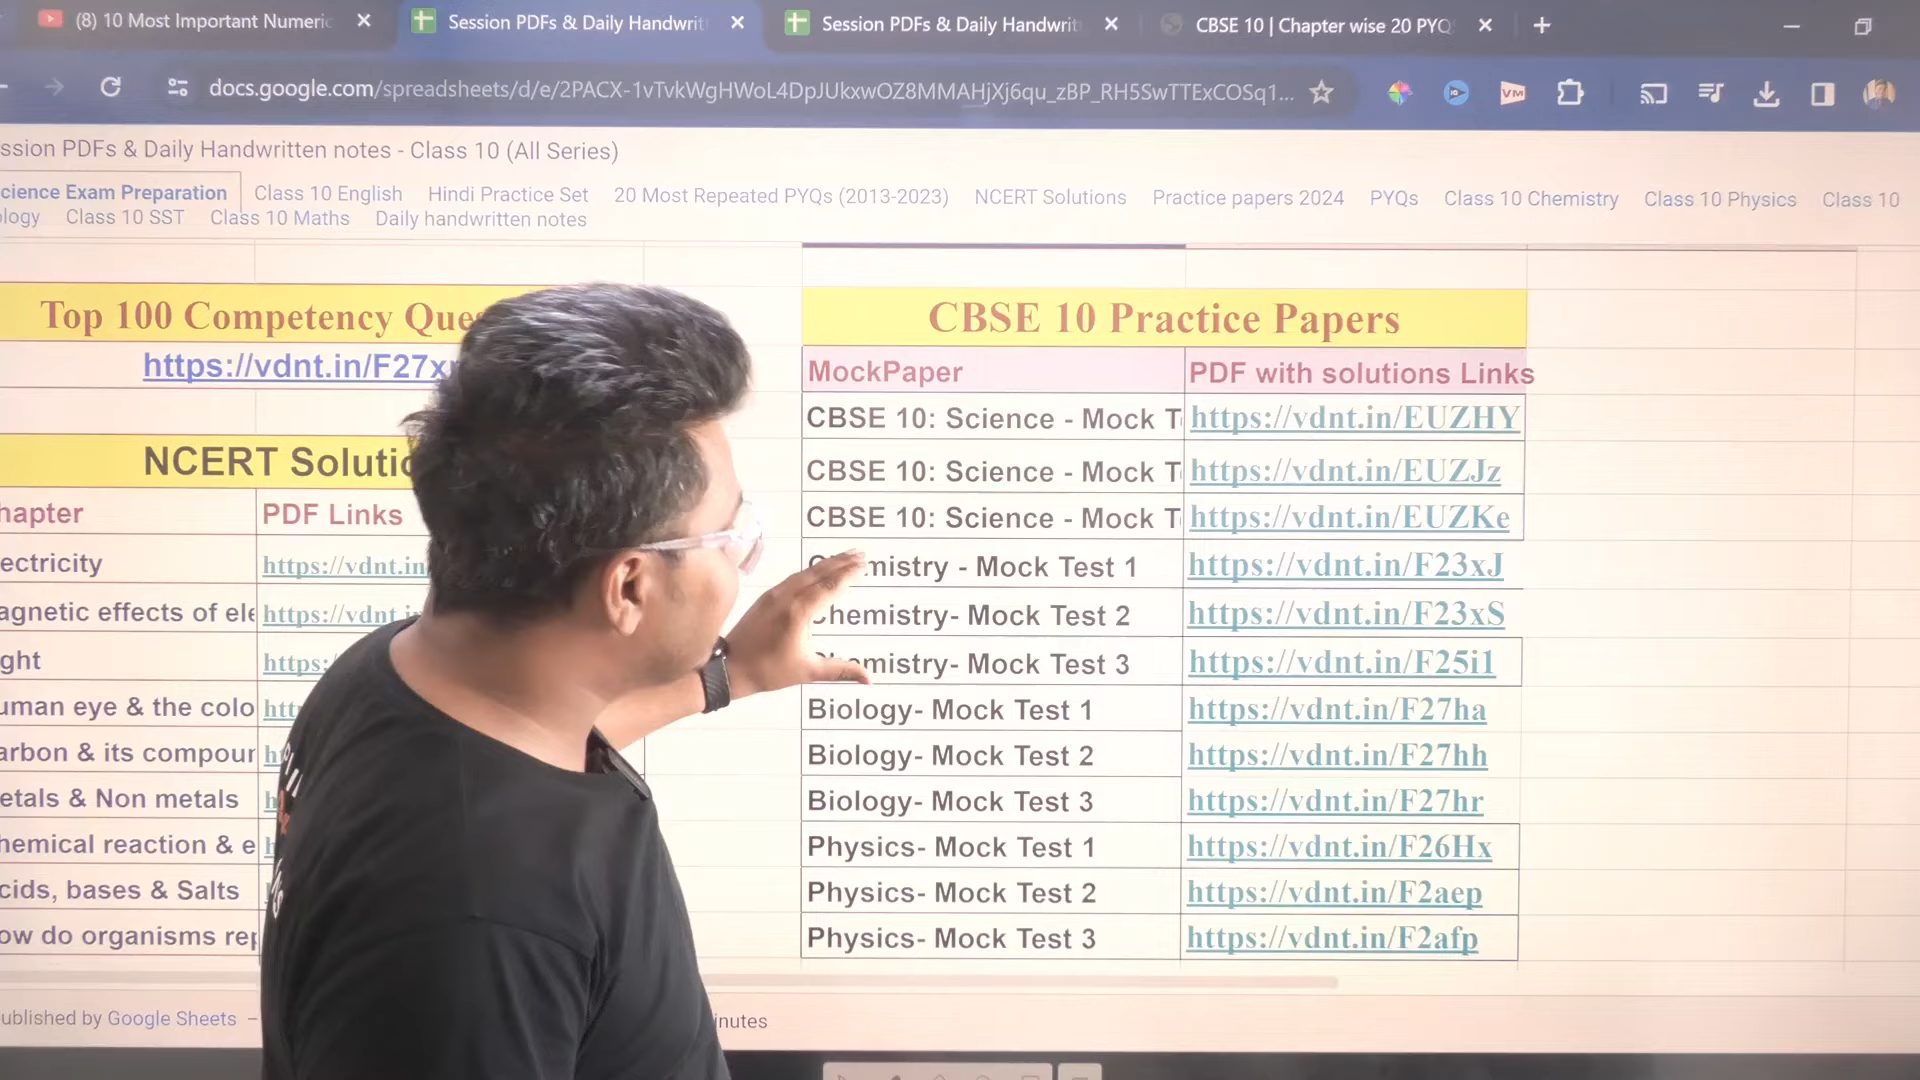 (8) 10 Most Important Numeric
Session PDFs & Daily Handwrit
Session PDFs & Daily Handwrit
CBSE 10 | Chapter wise 20 PYQ
docs.google.com/spreadsheets/d/e/2PACX-1vTvkWgHWoL4DpJUkxwOZ8MMAHjXj6qu_zBP_RH5SwTTExCOSq1...
VM
ssion PDFs & Daily Handwritten notes - Class 10 (All Series)
cience Exam Preparation Class 10 English Hindi Practice Set 20 Most Repeated PYQs (2013-2023) NCERT Solutions Practice papers 2024 PYQs Class 10 Chemistry Class 10 Physics Class 10
ology Class 10 SST Class 10 Maths Daily handwritten notes
Top 100 Competency Que
https://vdnt.in/F27x
NCERT Solutio
hapter PDF Links
ectricity https://vdnt.in
agnetic effects of ele https://vdnt.i
ght https:/
uman eye & the colo htt
arbon & its compour h
etals & Non metals h
hemical reaction & e h
cids, bases & Salts
ow do organisms rep
CBSE 10 Practice Papers
MockPaper PDF with solutions Links
CBSE 10: Science - Mock T https://vdnt.in/EUZHY
CBSE 10: Science - Mock T https://vdnt.in/EUZJz
CBSE 10: Science - Mock T https://vdnt.in/EUZKe
Chemistry - Mock Test 1 https://vdnt.in/F23xJ
Chemistry- Mock Test 2 https://vdnt.in/F23xS
Chemistry- Mock Test 3 https://vdnt.in/F25i1
Biology- Mock Test 1 https://vdnt.in/F27ha
Biology- Mock Test 2 https://vdnt.in/F27hh
Biology- Mock Test 3 https://vdnt.in/F27hr
Physics- Mock Test 1 https://vdnt.in/F26Hx
Physics- Mock Test 2 https://vdnt.in/F2aep
Physics- Mock Test 3 https://vdnt.in/F2afp
ublished by Google Sheets – inutes